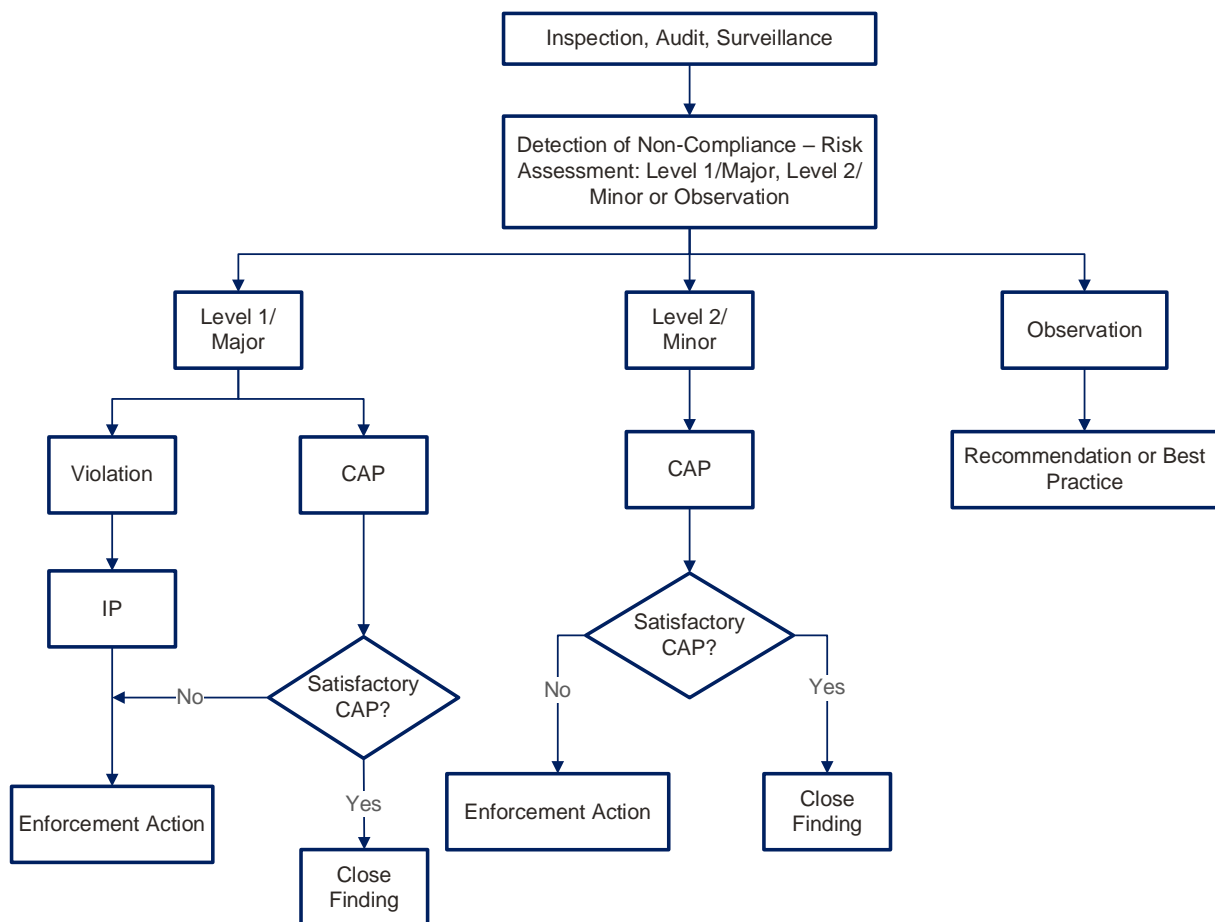 Inspection, Audit, Surveillance
Detection of Non-Compliance – Risk
Assessment: Level 1/Major, Level 2/
Minor or Observation
Level 1/
Major
Level 2/
Minor
Observation
Violation
CAP
CAP
Recommendation or Best
Practice
IP
Satisfactory
CAP?
No
Yes
Satisfactory
CAP?
No
Yes
Enforcement Action
Close
Finding
Enforcement Action
Close
Finding